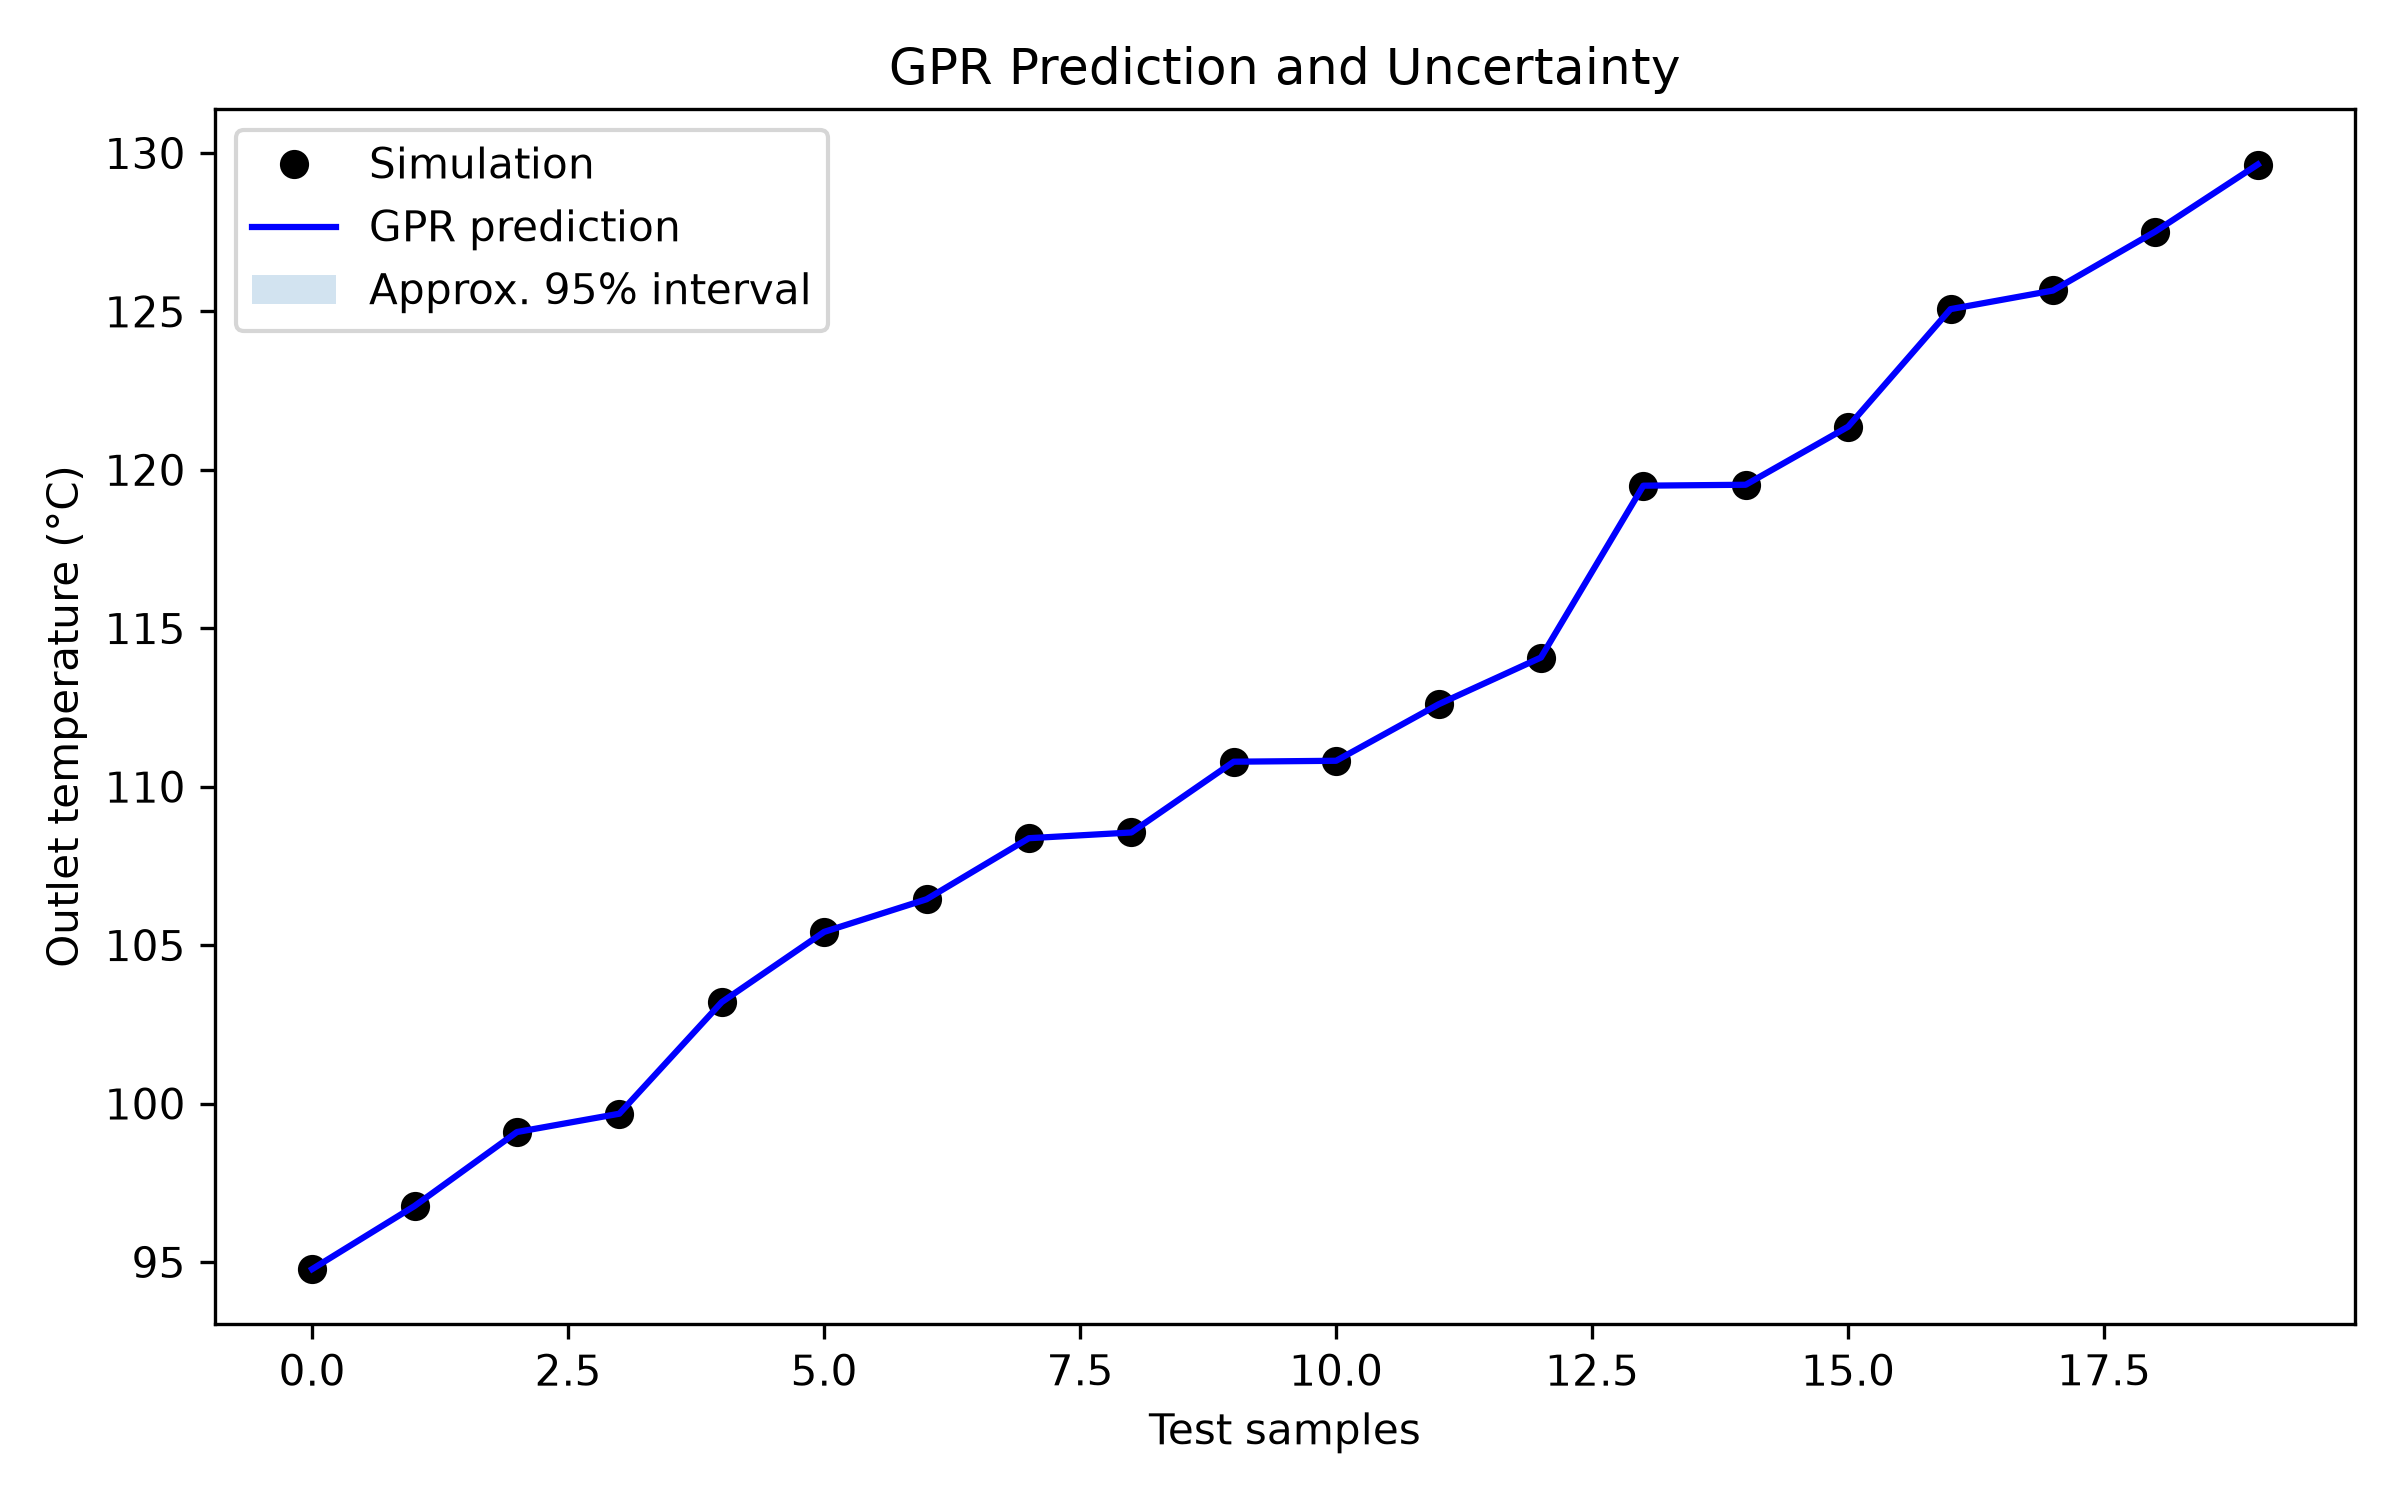 GPR Prediction and Uncertainty
Simulation
GPR prediction
Approx. 95% interval
Outlet temperature (°C)
130
125
120
115
110
105
100
95
0.0 2.5 5.0 7.5 10.0 12.5 15.0 17.5
Test samples